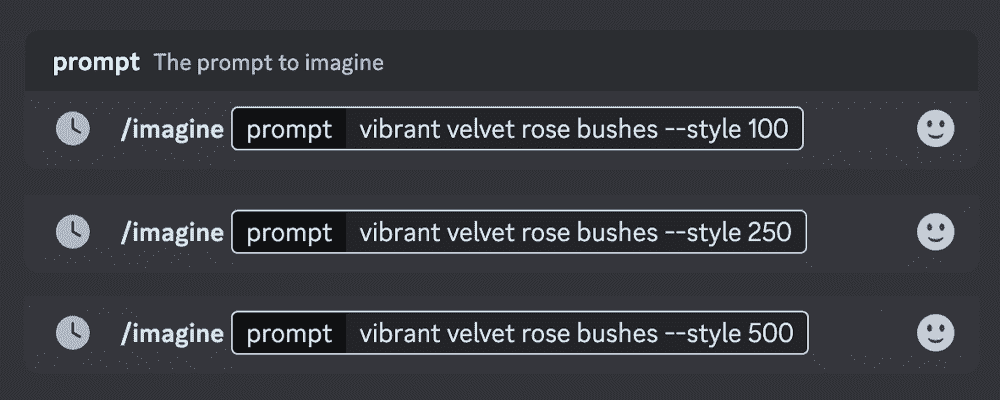 prompt The prompt to imagine
/imagine prompt vibrant velvet rose bushes --style 100
/imagine prompt vibrant velvet rose bushes --style 250
/imagine prompt vibrant velvet rose bushes --style 500